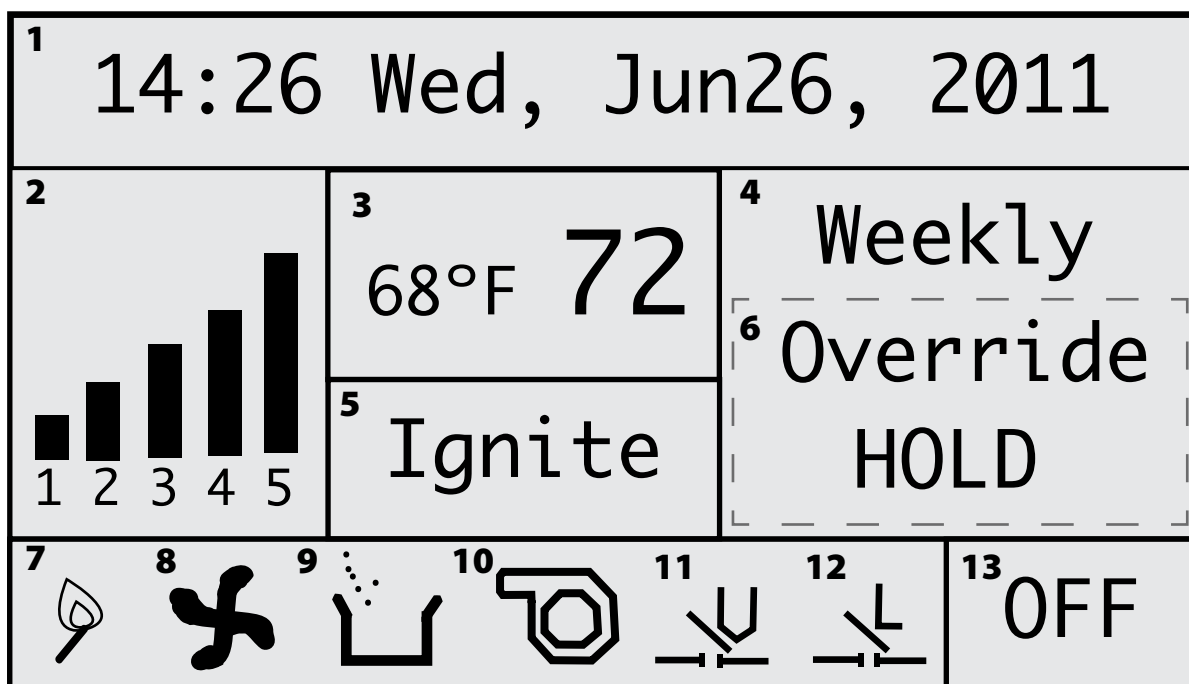 1
14:26 Wed, Jun26, 2011
2
1 2 3 4 5
3
68°F 72
4
Weekly
5
Ignite
6
Override
HOLD
7 8 9 10 11 12 13
U L OFF